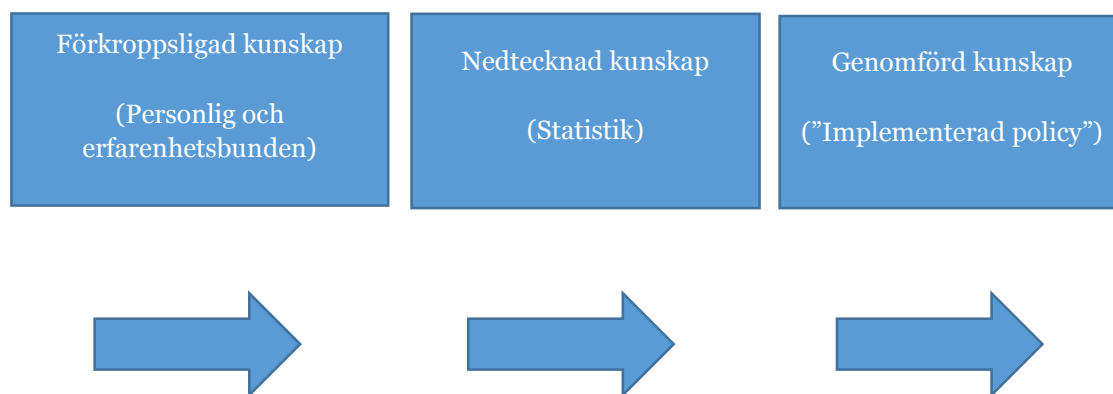 Förkroppsligad kunskap
(Personlig och
erfarenhetsbunden)
Nedtecknad kunskap
(Statistik)
Genomförd kunskap
(”Implementerad policy”)